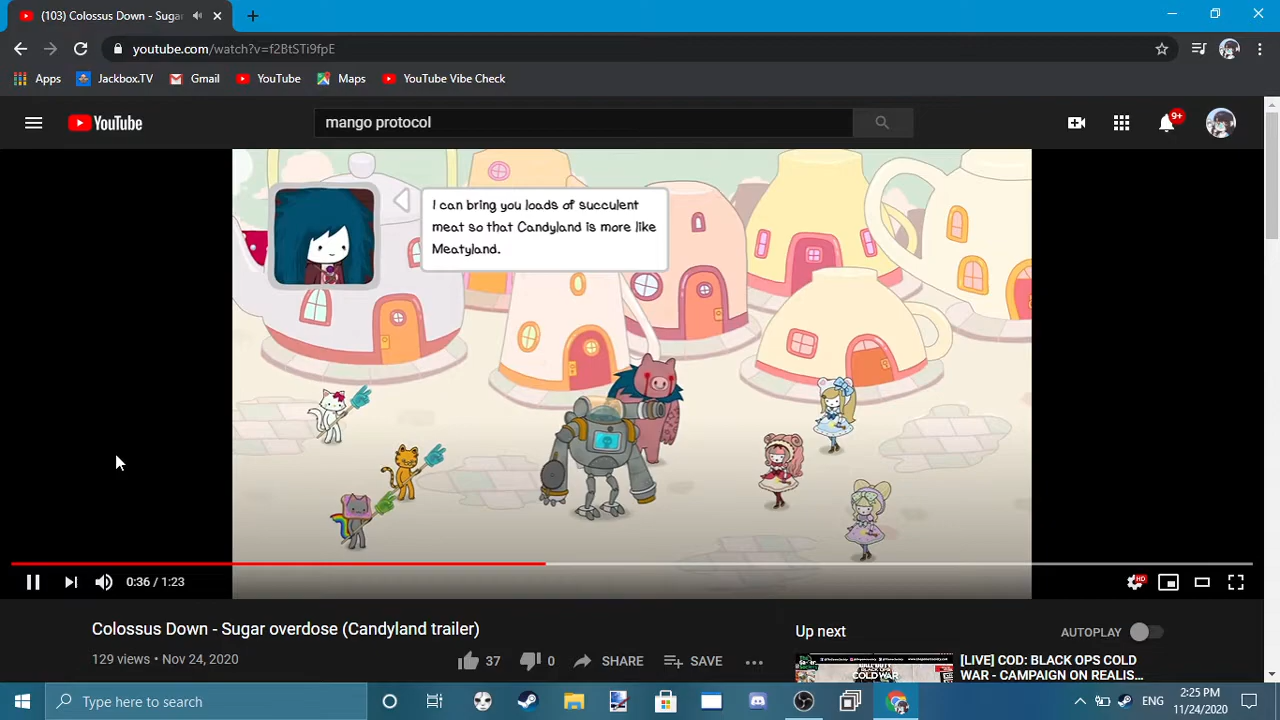 (103) Colossus Down - Sugar
youtube.com/watch?v=f2BtSTi9fpE
Apps
Jackbox.TV
Gmail
YouTube
Maps
YouTube Vibe Check
YouTube
mango protocol
9+
I can bring you loads of succulent
meat so that Candyland is more like
Meatyland.
0:36 / 1:23
HD
Colossus Down - Sugar overdose (Candyland trailer)
129 views • Nov 24, 2020
37
0
SHARE
SAVE
Up next
AUTOPLAY
[LIVE] COD: BLACK OPS COLD
WAR - CAMPAIGN ON REALIS...
Type here to search
ENG
2:25 PM
11/24/2020